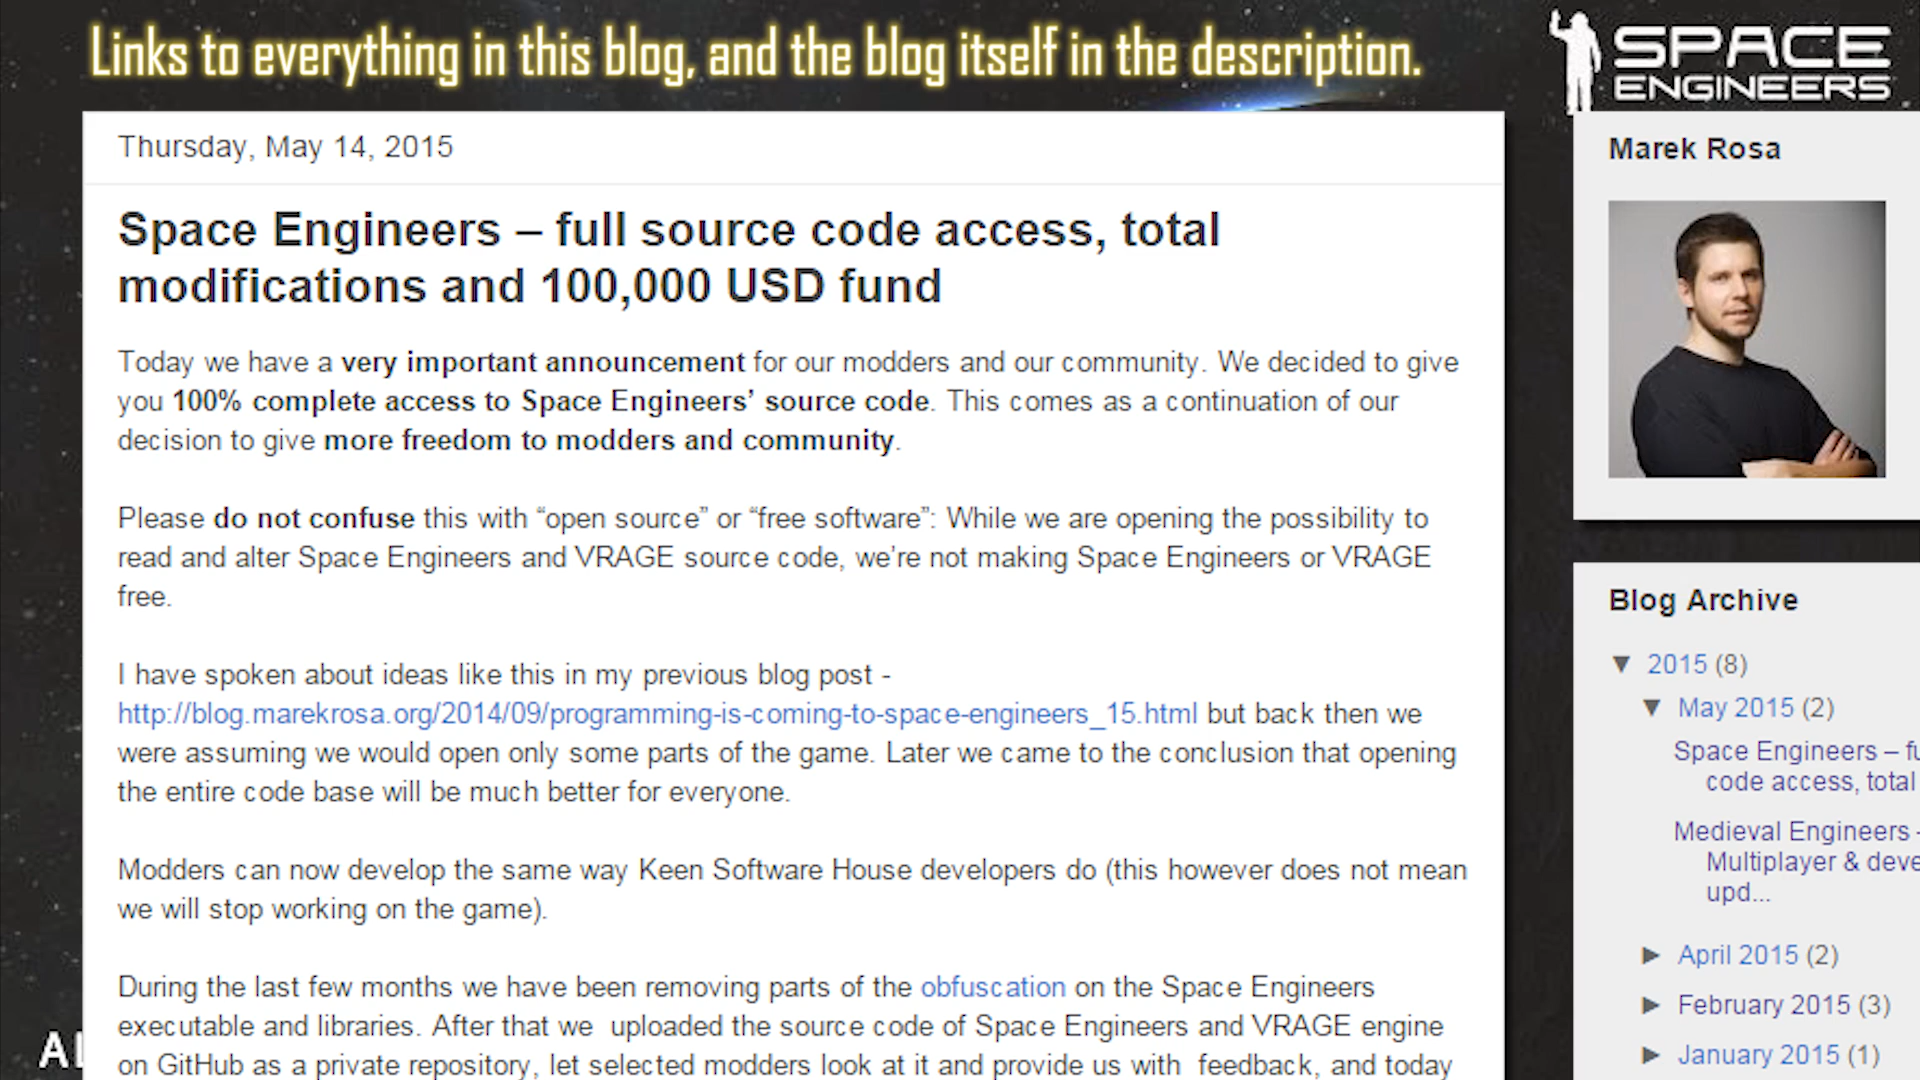 Links to everything in this blog, and the blog itself in the description.
SPACE
ENGINEERS
Thursday, May 14, 2015
Space Engineers – full source code access, total
modifications and 100,000 USD fund
Today we have a very important announcement for our modders and our community. We decided to give
you 100% complete access to Space Engineers’ source code. This comes as a continuation of our
decision to give more freedom to modders and community.
Please do not confuse this with “open source” or “free software”: While we are opening the possibility to
read and alter Space Engineers and VRAGE source code, we’re not making Space Engineers or VRAGE
free.
I have spoken about ideas like this in my previous blog post -
http://blog.marekrosa.org/2014/09/programming-is-coming-to-space-engineers_15.html but back then we
were assuming we would open only some parts of the game. Later we came to the conclusion that opening
the entire code base will be much better for everyone.
Modders can now develop the same way Keen Software House developers do (this however does not mean
we will stop working on the game).
During the last few months we have been removing parts of the obfuscation on the Space Engineers
executable and libraries. After that we uploaded the source code of Space Engineers and VRAGE engine
on GitHub as a private repository, let selected modders look at it and provide us with feedback, and today
Marek Rosa
Blog Archive
▼ 2015 (8)
▼ May 2015 (2)
Space Engineers – fu
code access, total
Medieval Engineers -
Multiplayer & deve
upd...
► April 2015 (2)
► February 2015 (3)
► January 2015 (1)